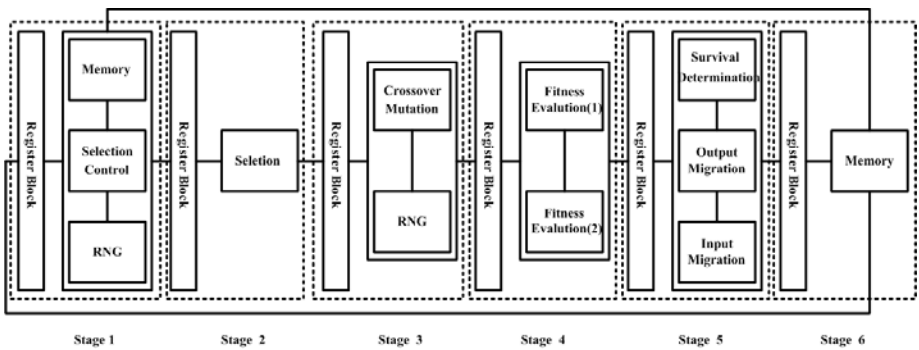 Register Block
Memory
Selection
Control
RNG
Register Block
Seletion
Register Block
Crossover
Mutation
RNG
Register Block
Fitness
Evalution(1)
Fitness
Evalution(2)
Register Block
Survival
Determination
Output
Migration
Input
Migration
Register Block
Memory
Stage 1
Stage 2
Stage 3
Stage 4
Stage 5
Stage 6